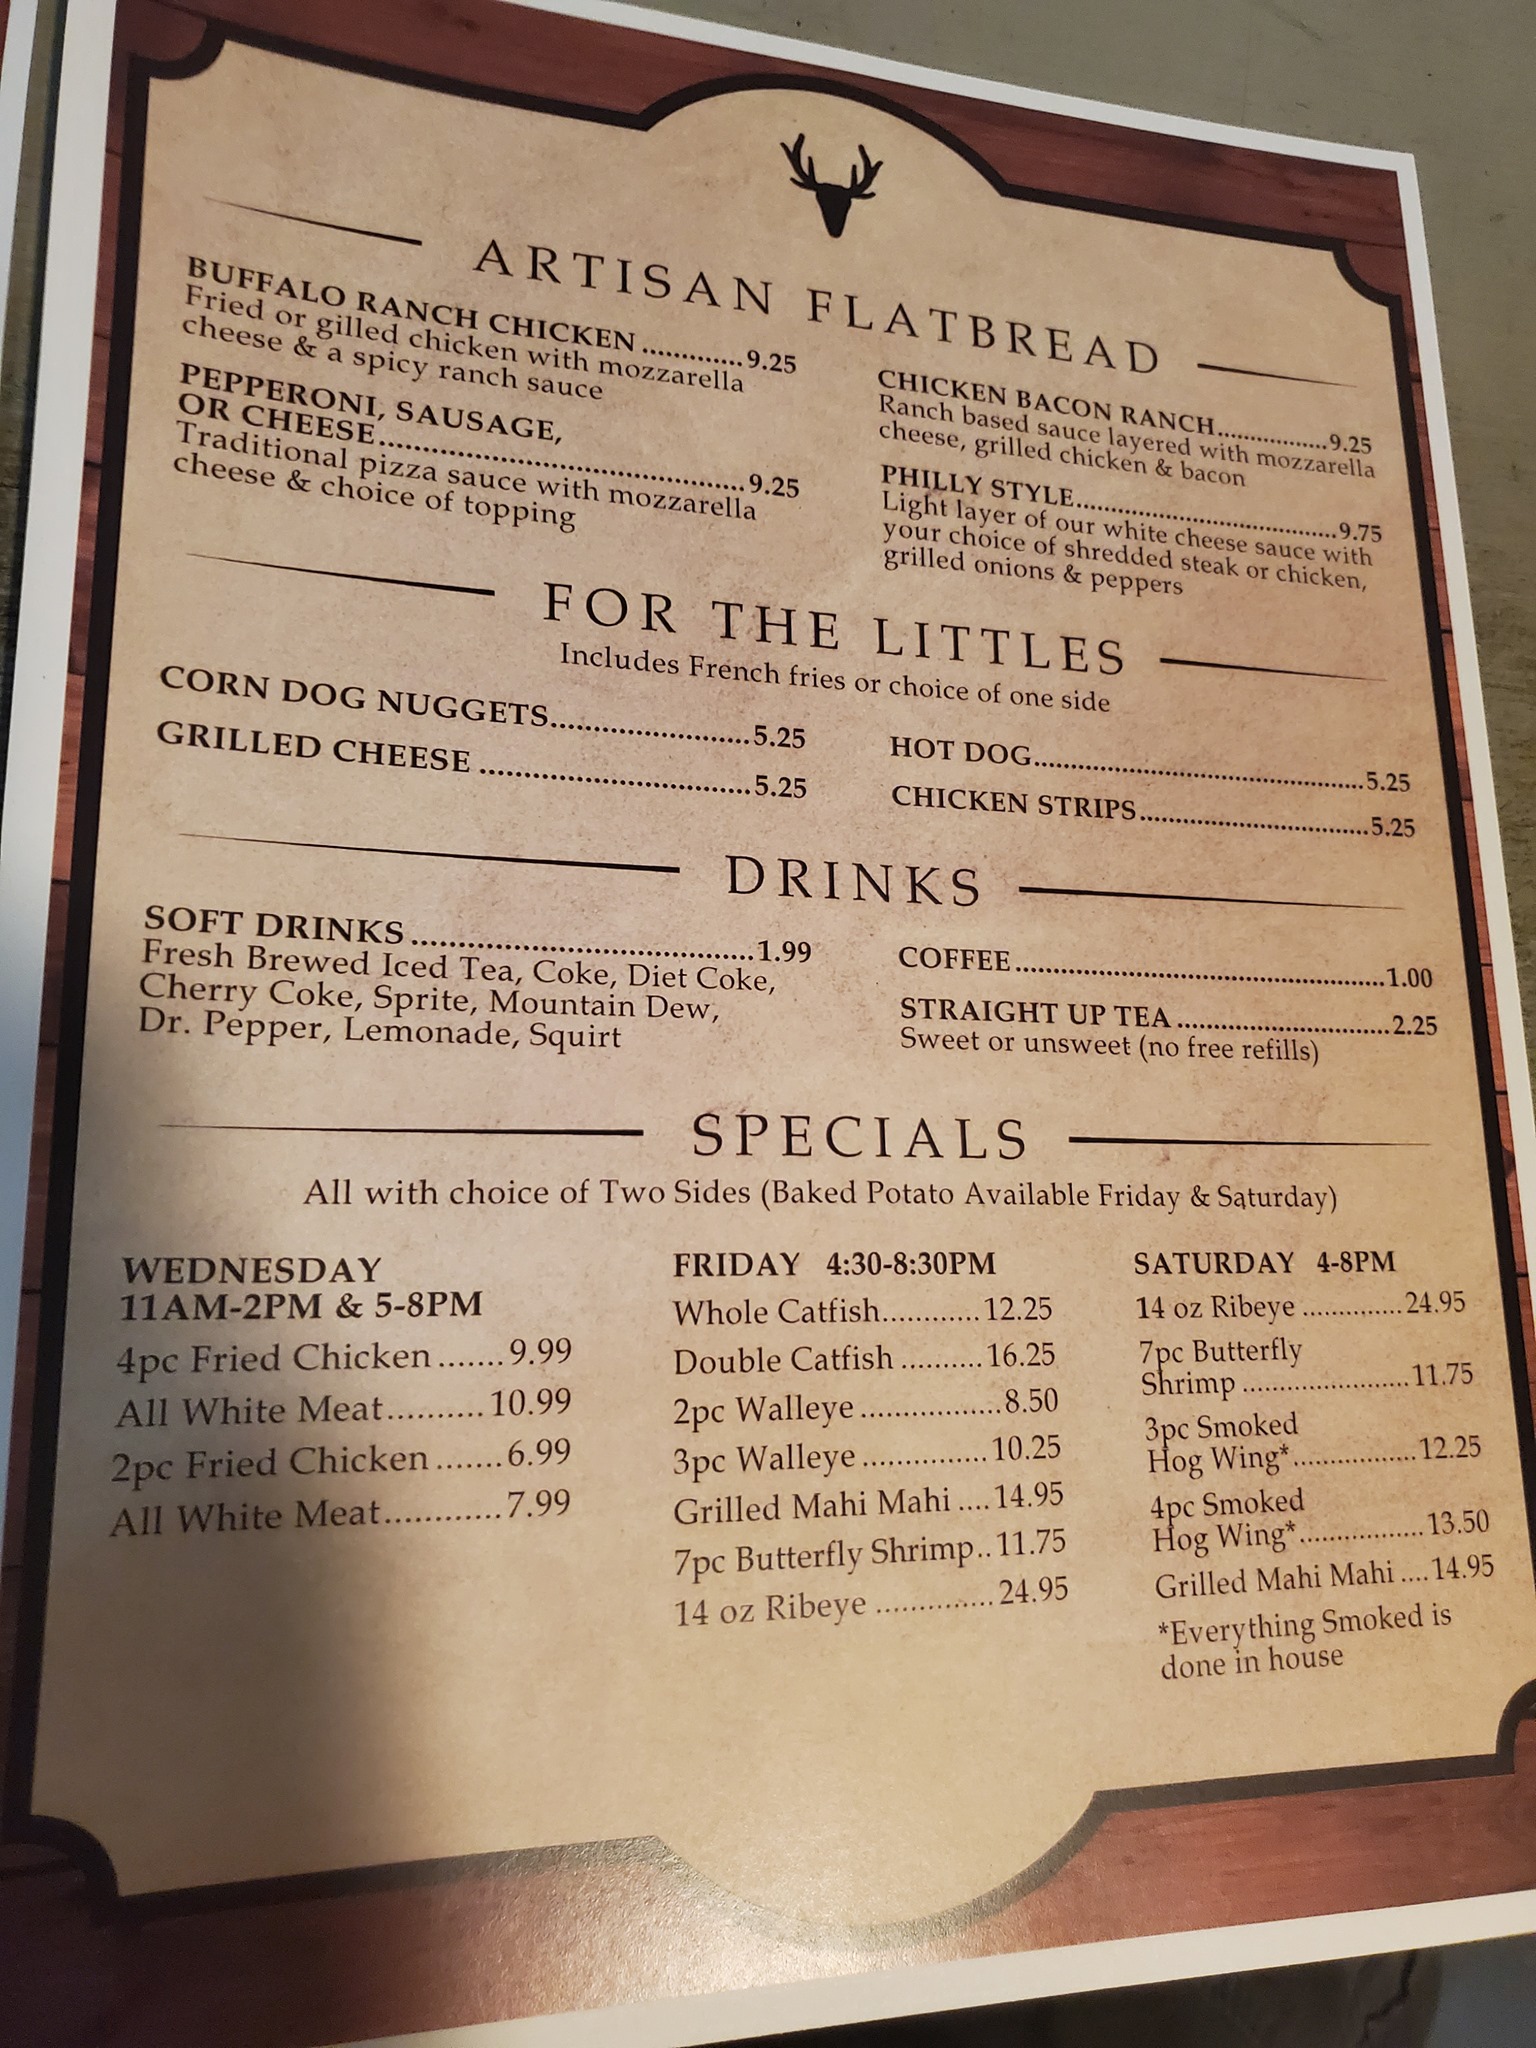 ARTISAN FLATBREAD
BUFFALO RANCH CHICKEN.............9.25
Fried or gilled chicken with mozzarella
cheese & a spicy ranch sauce
PEPPERONI, SAUSAGE,
OR CHEESE.............................................9.25
Traditional pizza sauce with mozzarella
cheese & choice of topping
CHICKEN BACON RANCH.................9.25
Ranch based sauce layered with mozzarella
cheese, grilled chicken & bacon
PHILLY STYLE.......................................9.75
Light layer of our white cheese sauce with
your choice of shredded steak or chicken,
grilled onions & peppers
FOR THE LITTLES
Includes French fries or choice of one side
CORN DOG NUGGETS.......................5.25
GRILLED CHEESE ...............................5.25
HOT DOG..............................................5.25
CHICKEN STRIPS................................5.25
DRINKS
SOFT DRINKS.......................................1.99
Fresh Brewed Iced Tea, Coke, Diet Coke,
Cherry Coke, Sprite, Mountain Dew,
Dr. Pepper, Lemonade, Squirt
COFFEE..................................................1.00
STRAIGHT UP TEA.............................2.25
Sweet or unsweet (no free refills)
SPECIALS
All with choice of Two Sides (Baked Potato Available Friday & Saturday)
WEDNESDAY
11AM-2PM & 5-8PM
4pc Fried Chicken.......9.99
All White Meat..........10.99
2pc Fried Chicken.......6.99
All White Meat............7.99
FRIDAY 4:30-8:30PM
Whole Catfish............12.25
Double Catfish..........16.25
2pc Walleye.................8.50
3pc Walleye...............10.25
Grilled Mahi Mahi....14.95
7pc Butterfly Shrimp..11.75
14 oz Ribeye..............24.95
SATURDAY 4-8PM
14 oz Ribeye..............24.95
7pc Butterfly
Shrimp.......................11.75
3pc Smoked
Hog Wing*.................12.25
4pc Smoked
Hog Wing*.................13.50
Grilled Mahi Mahi....14.95
*Everything Smoked is
done in house